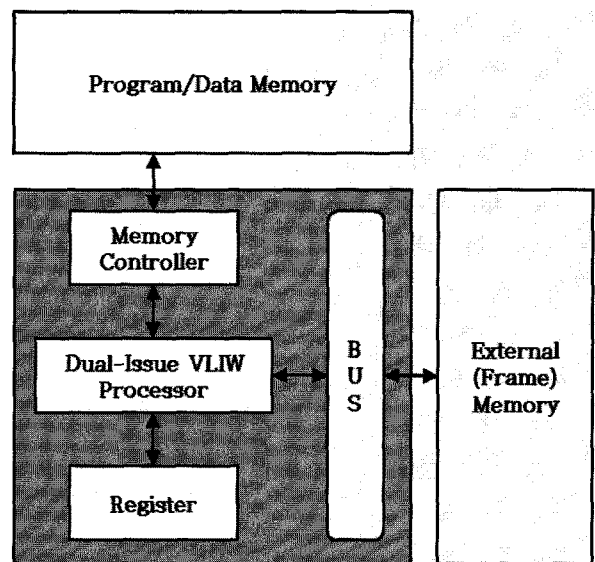 Program/Data Memory
Memory
Controller
Dual-Issue VLIW
Processor
Register
B
U
S
External
(Frame)
Memory